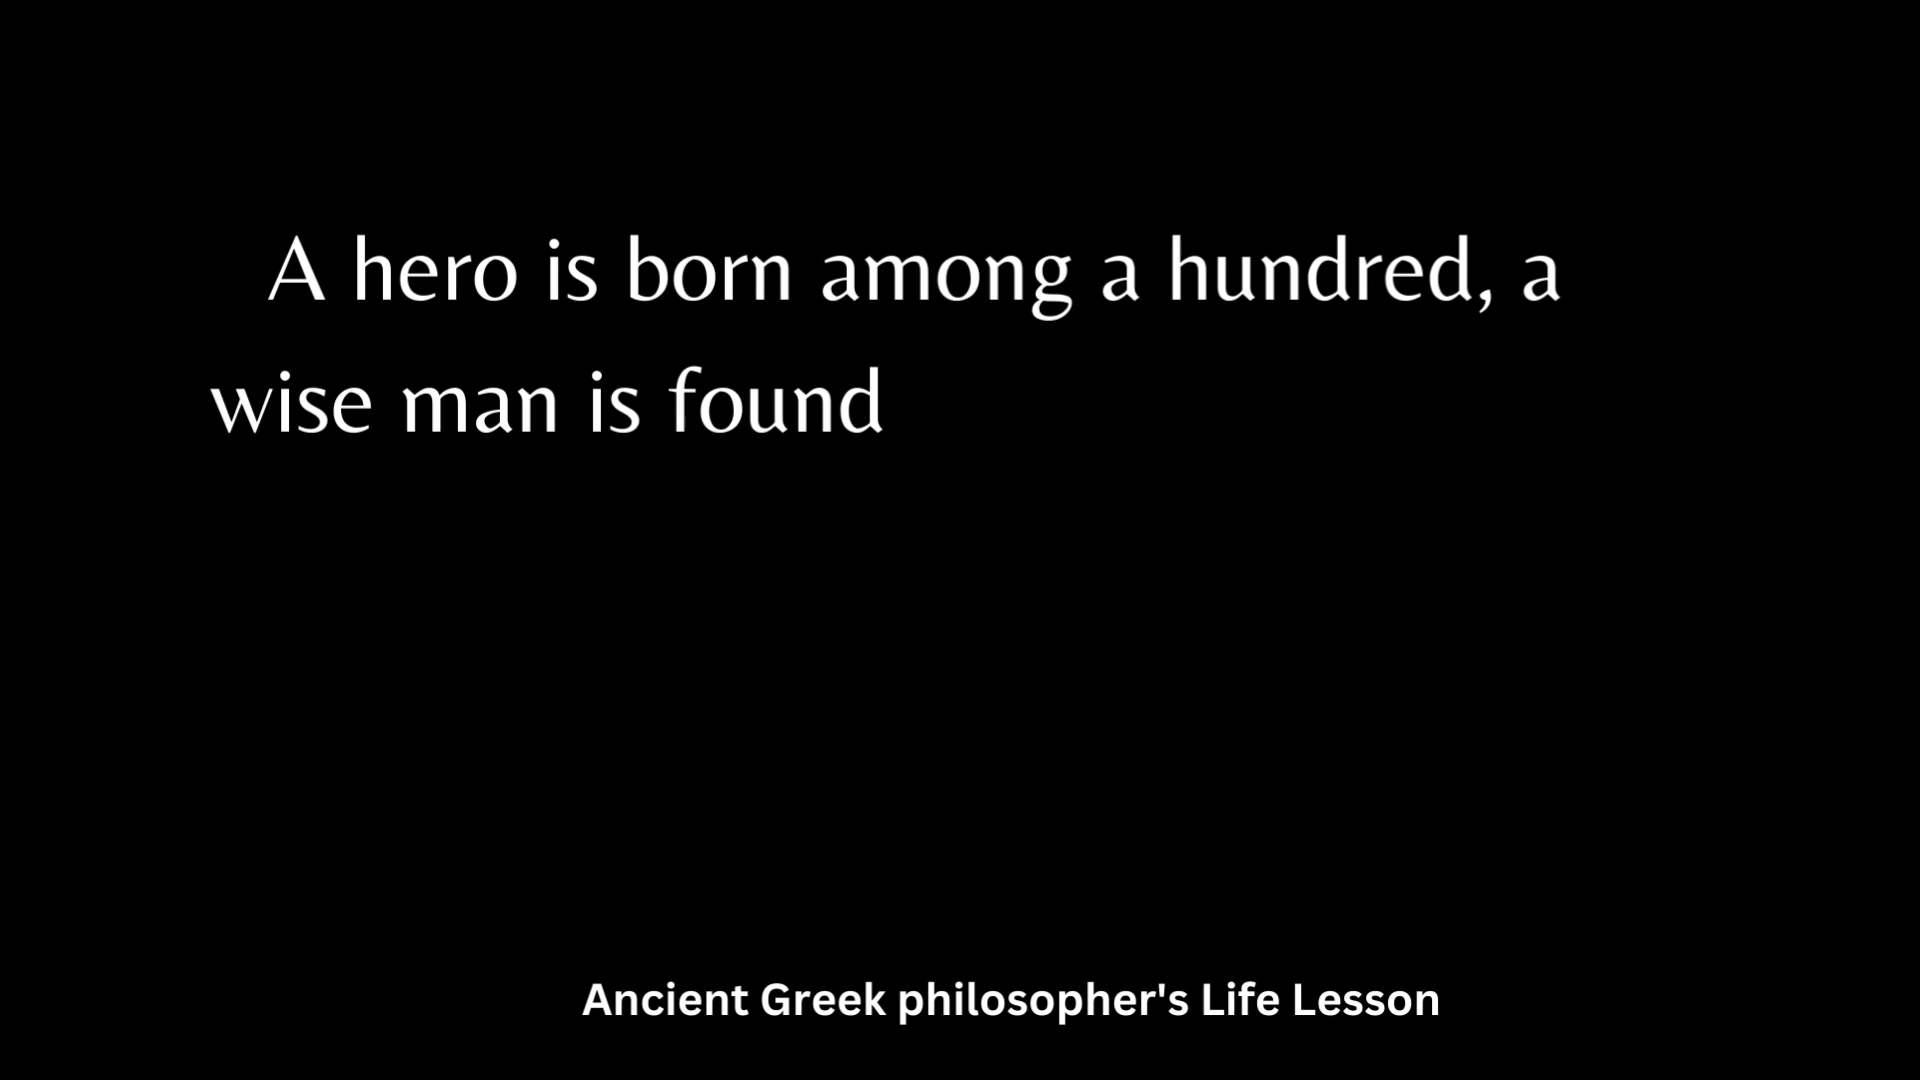 A hero is born among a hundred, a
wise man is found
Ancient Greek philosopher's Life Lesson